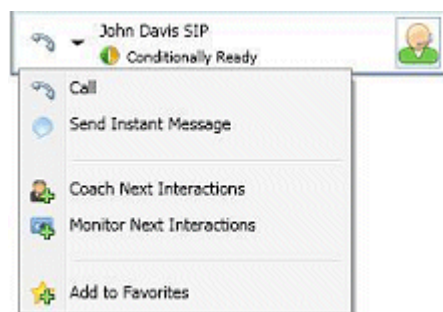 John Davis SIP
Conditionally Ready
Call
Send Instant Message
Coach Next Interactions
Monitor Next Interactions
Add to Favorites